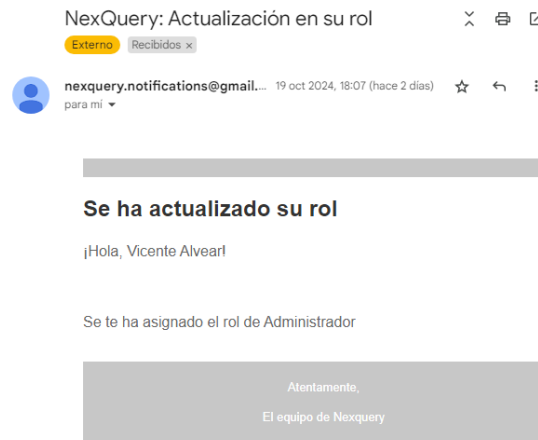 NexQuery: Actualización en su rol
Externo Recibidos ×
nexquery.notifications@gmail.... 19 oct 2024, 18:07 (hace 2 días)
para mí
Se ha actualizado su rol
¡Hola, Vicente Alvear!
Se te ha asignado el rol de Administrador
Atentamente,
El equipo de Nexquery